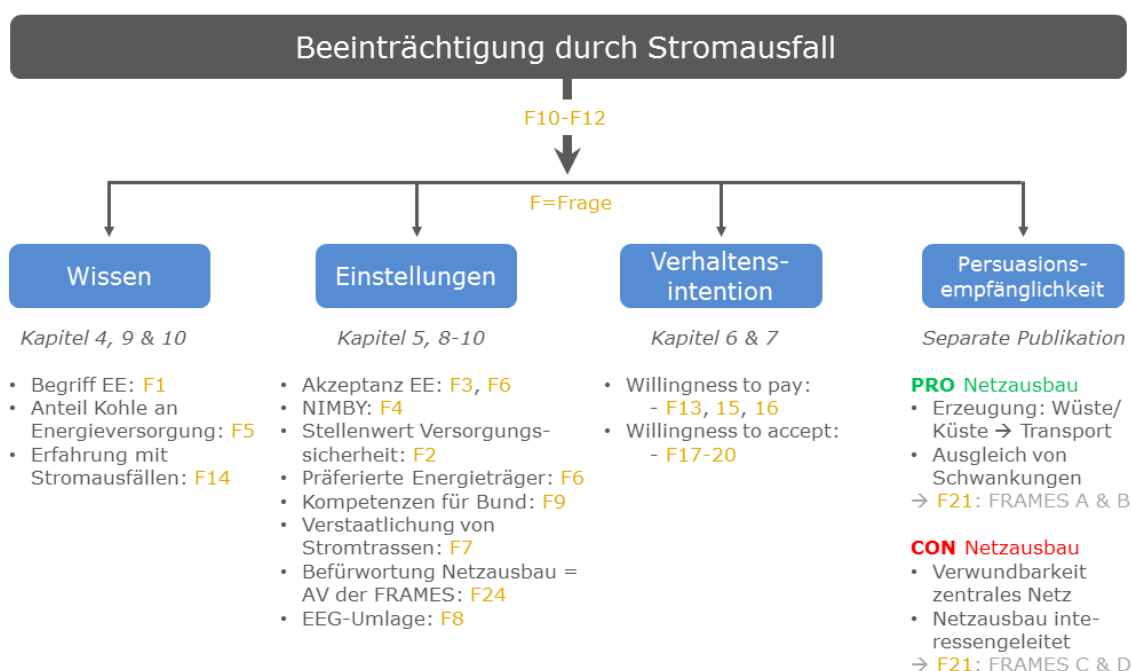 Beeinträchtigung durch Stromausfall
F10-F12
F=Frage
Wissen
Kapitel 4, 9 & 10
• Begriff EE: F1
• Anteil Kohle an
Energieversorgung: F5
• Erfahrung mit
Stromausfällen: F14
Einstellungen
Kapitel 5, 8-10
• Akzeptanz EE: F3, F6
• NIMBY: F4
• Stellenwert Versorgungs-
sicherheit: F2
• Präferierte Energieträger: F6
• Kompetenzen für Bund: F9
• Verstaatlichung von
Stromtrassen: F7
• Befürwortung Netzausbau =
AV der FRAMES: F24
• EEG-Umlage: F8
Verhaltens-
intention
Kapitel 6 & 7
• Willingness to pay:
- F13, 15, 16
• Willingness to accept:
- F17-20
Persuasions-
empfänglichkeit
Separate Publikation
PRO Netzausbau
• Erzeugung: Wüste/
Küste → Transport
• Ausgleich von
Schwankungen
→ F21: FRAMES A & B
CON Netzausbau
• Verwundbarkeit
zentrales Netz
• Netzausbau inte-
ressengeleitet
→ F21: FRAMES C & D